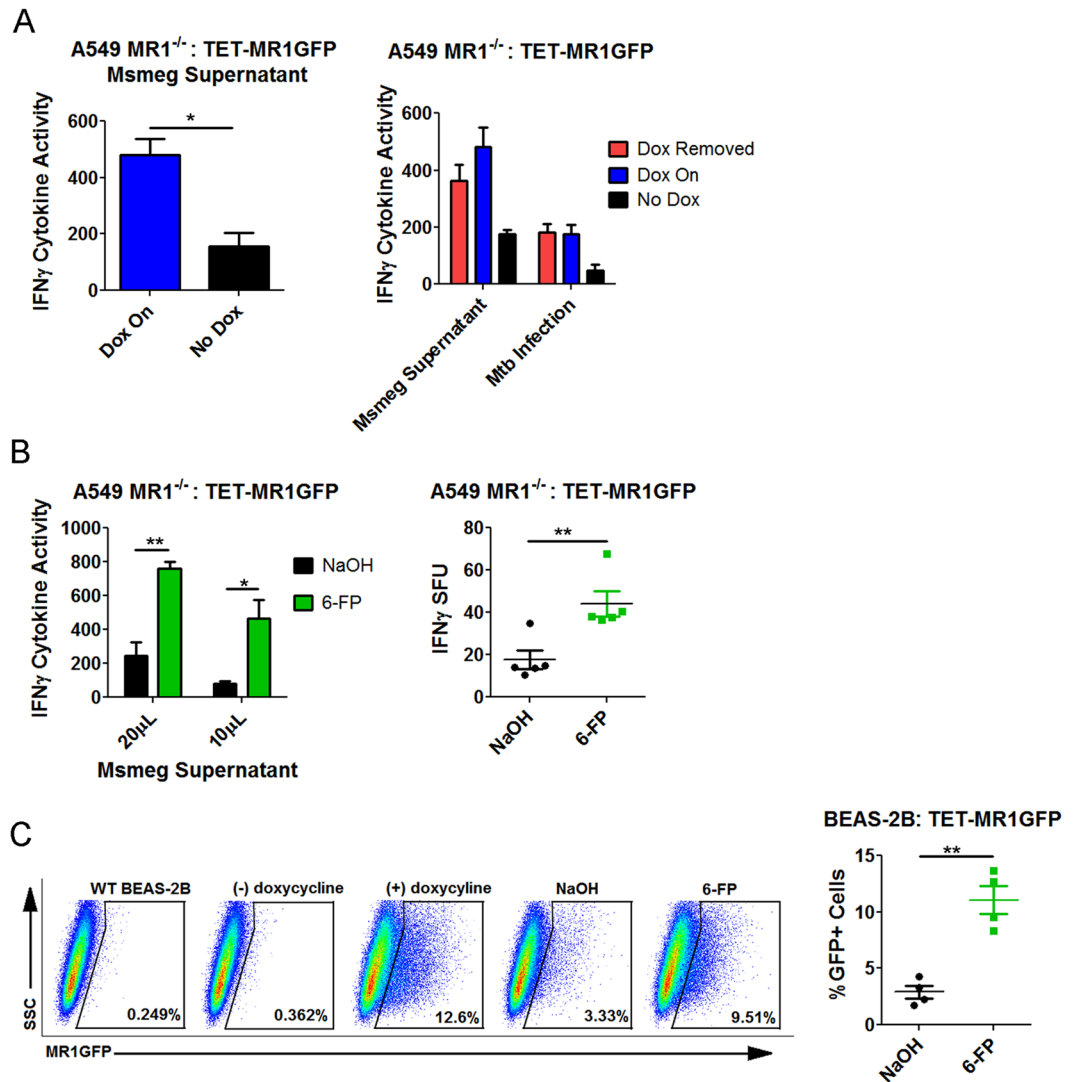 A
A549 MR1-/-: TET-MR1GFP
Msmeg Supernatant
IFNγ Cytokine Activity
600
400
200
0
*
Dox On
No Dox
A549 MR1-/-: TET-MR1GFP
IFNγ Cytokine Activity
600
400
200
0
Dox Removed
Dox On
No Dox
Msmeg Supernatant
Mtb Infection
B
A549 MR1-/-: TET-MR1GFP
IFNγ Cytokine Activity
1000
800
600
400
200
0
**
*
NaOH
6-FP
20μL
10μL
Msmeg Supernatant
A549 MR1-/-: TET-MR1GFP
IFNγ SFU
80
60
40
20
0
**
NaOH
6-FP
C
SSC
WT BEAS-2B
(-) doxycycline
(+) doxycyline
NaOH
6-FP
0.249%
0.362%
12.6%
3.33%
9.51%
MR1GFP
BEAS-2B: TET-MR1GFP
% GFP+ Cells
15
10
5
0
**
NaOH
6-FP